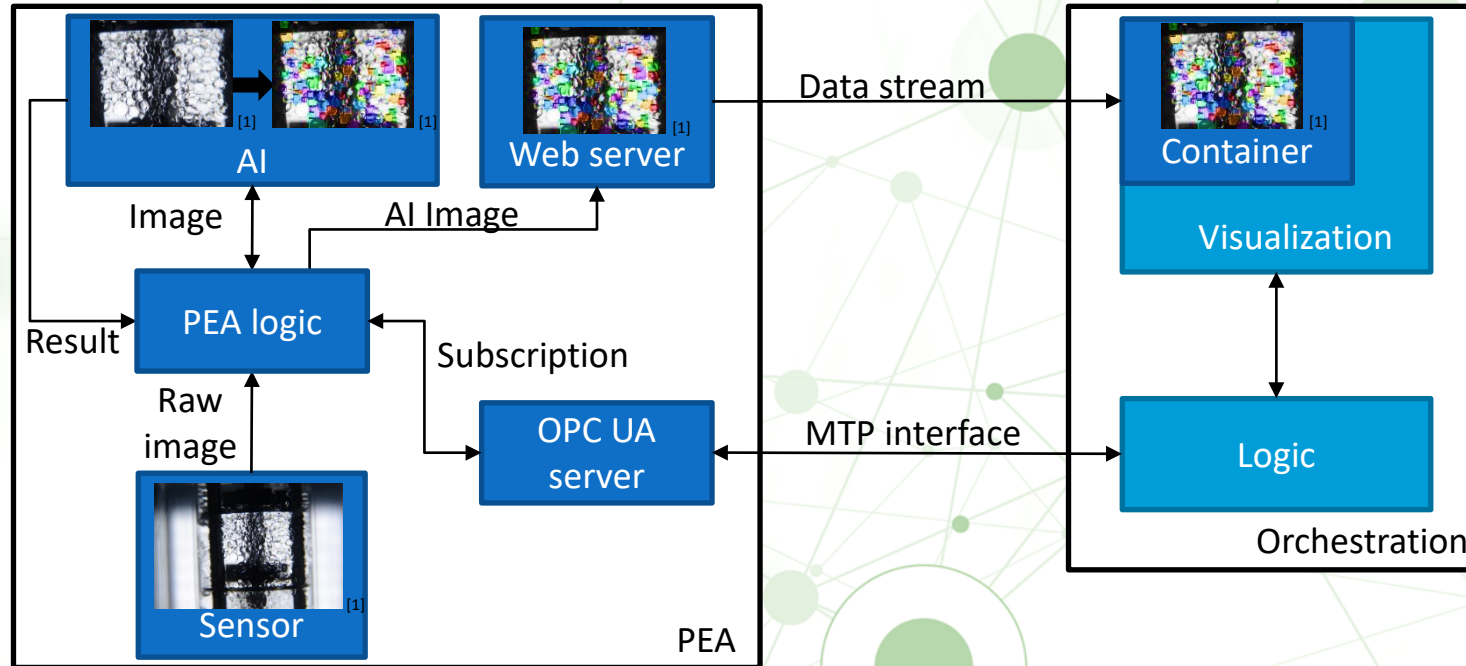 [1]
[1]
AI
[1]
Web server
Data stream
[1]
Container
Visualization
Image
AI Image
PEA logic
Result
Subscription
Raw
image
OPC UA
server
MTP interface
Logic
Orchestration
[1]
Sensor
PEA